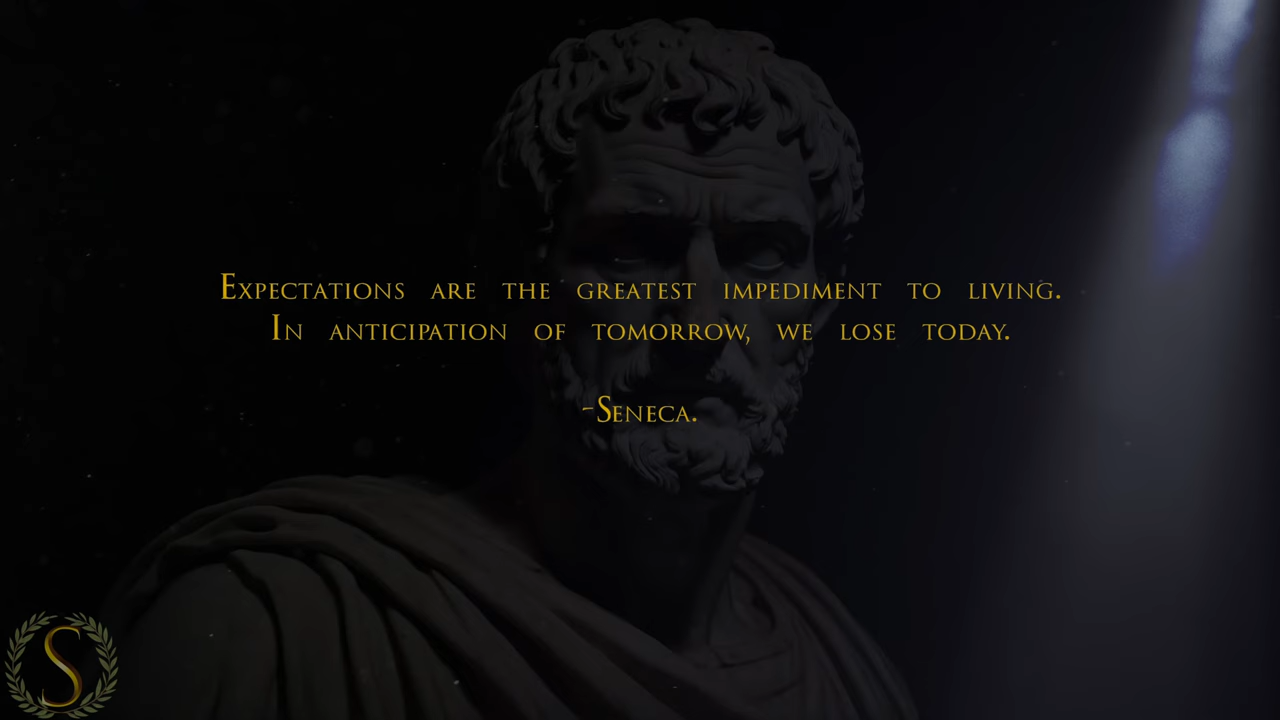 Expectations are the greatest impediment to living.
In anticipation of tomorrow, we lose today.
-Seneca.
S